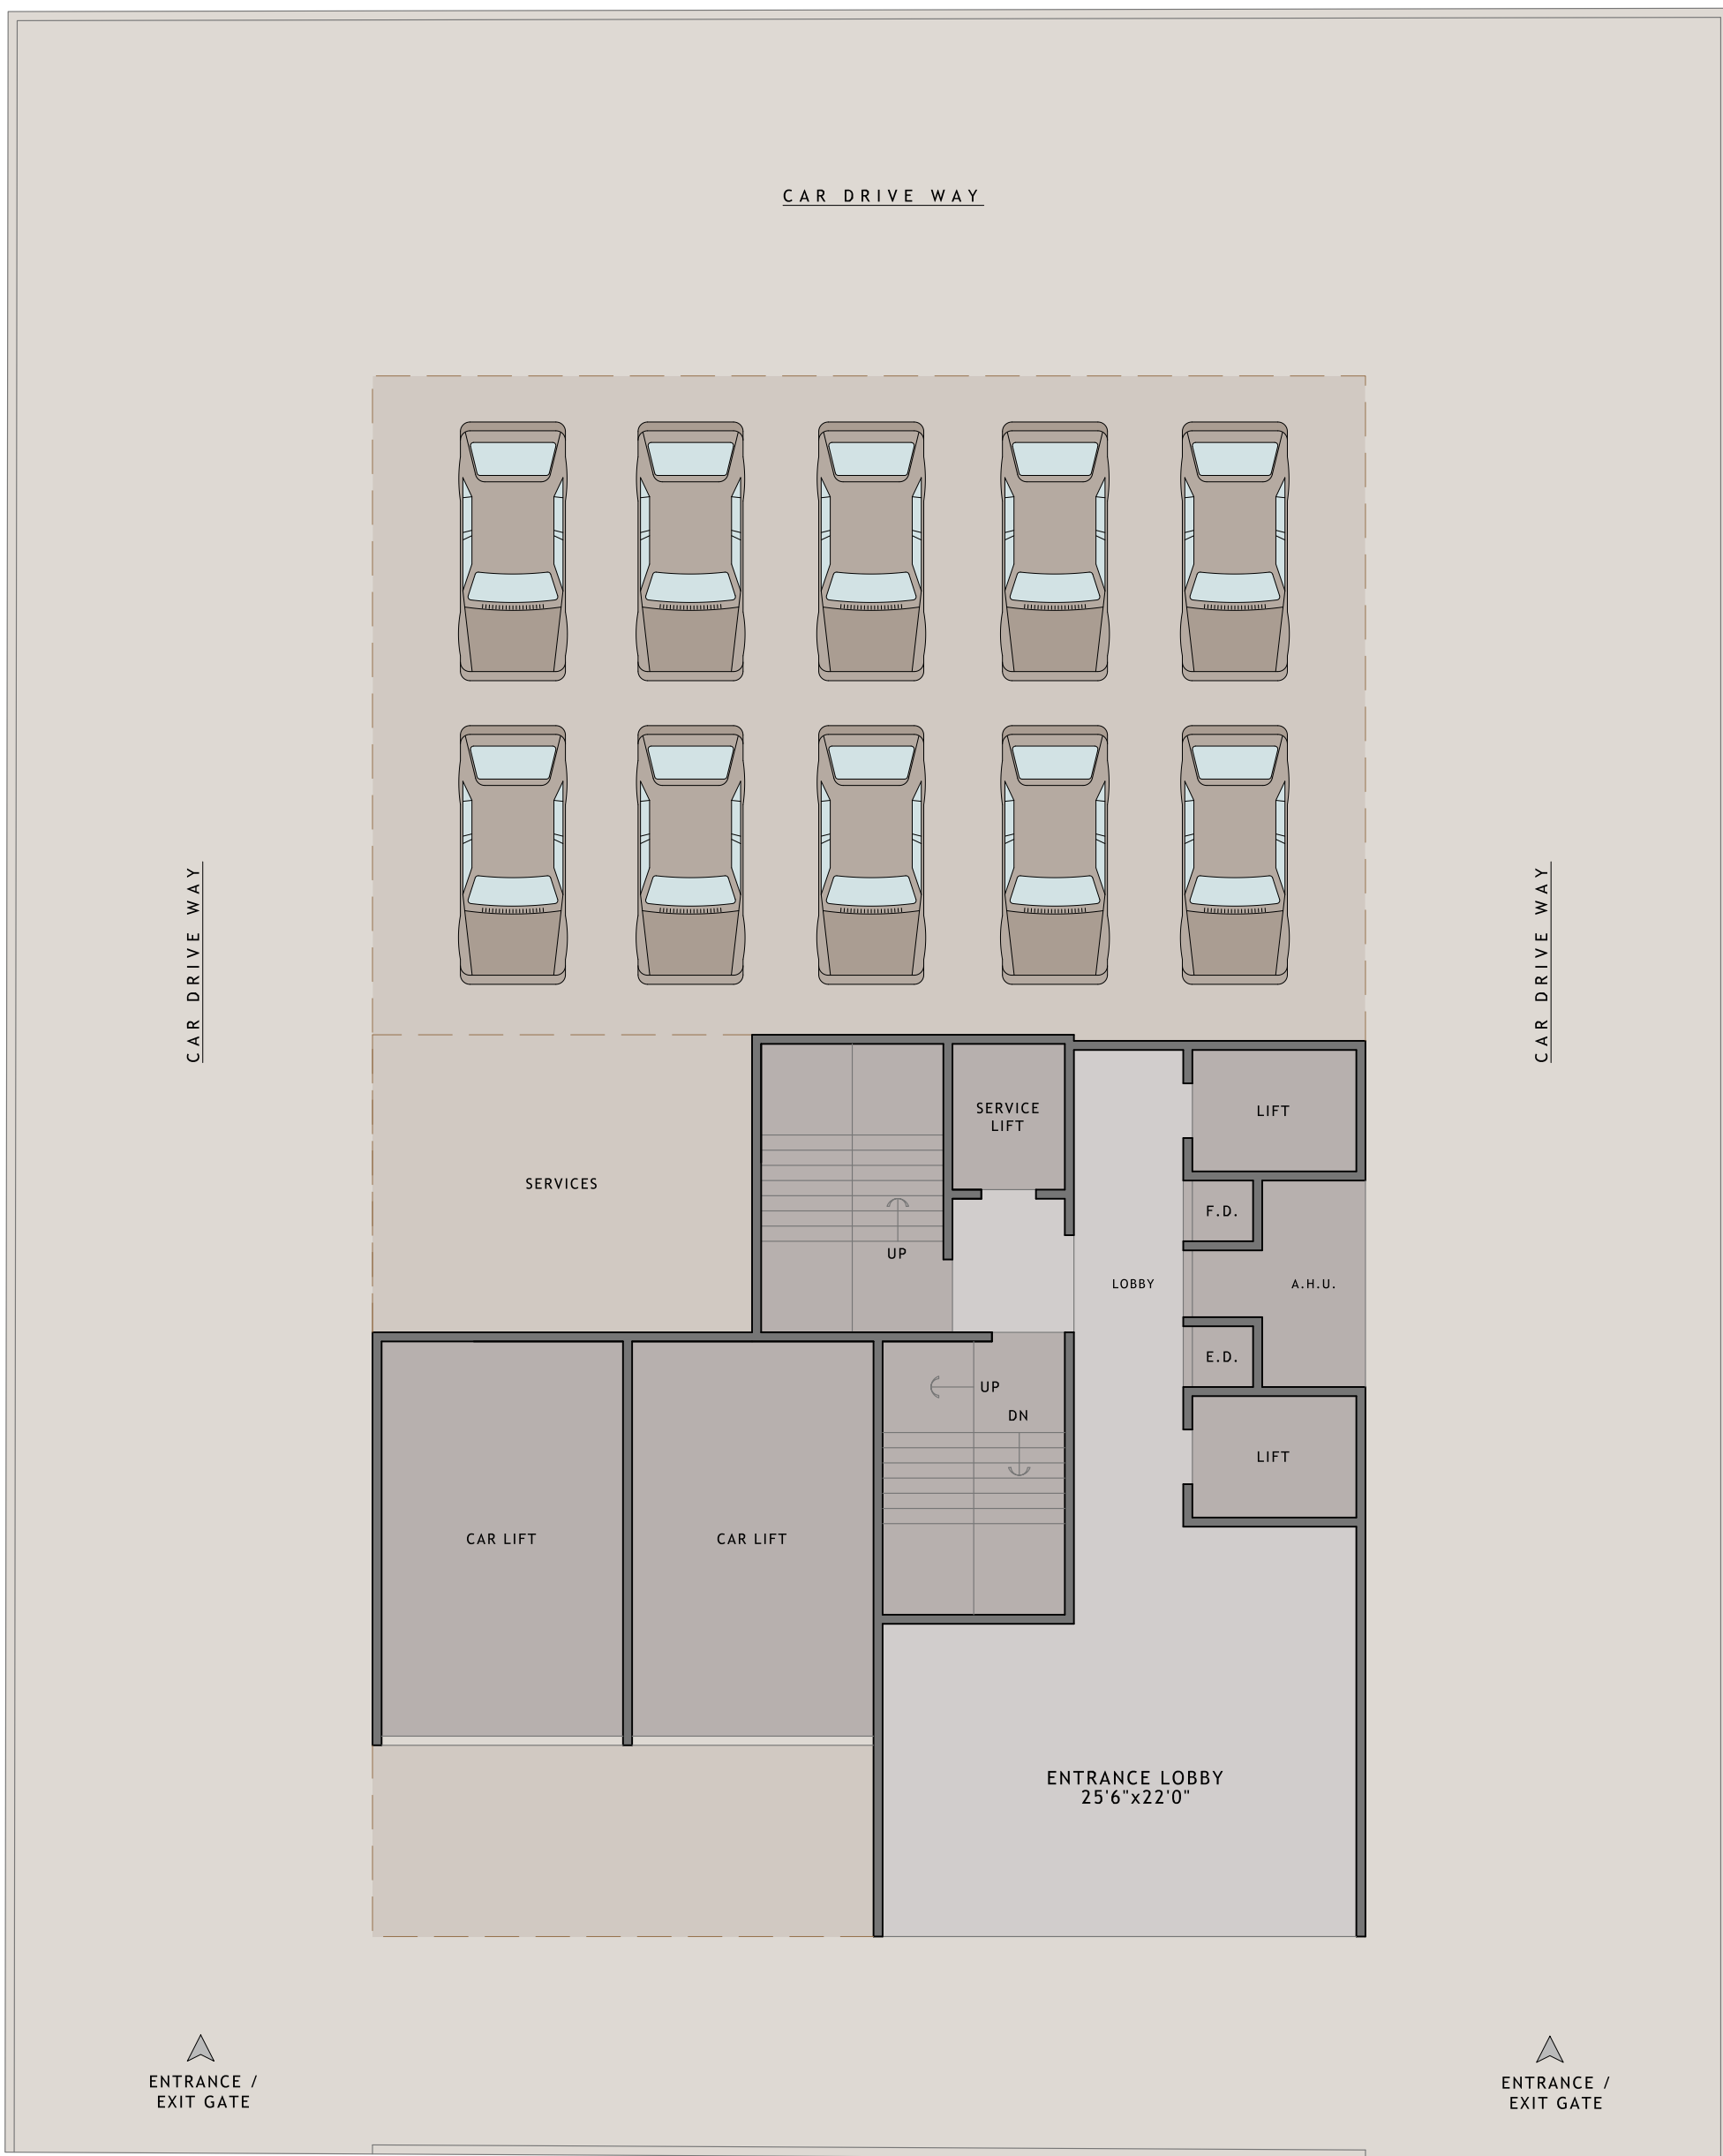 CAR DRIVE WAY
CAR DRIVE WAY
CAR DRIVE WAY
SERVICE
LIFT
LIFT
SERVICES
F.D.
UP
LOBBY
A.H.U.
E.D.
UP
DN
LIFT
CAR LIFT
CAR LIFT
ENTRANCE LOBBY
25'6"x22'0"
ENTRANCE /
EXIT GATE
ENTRANCE /
EXIT GATE